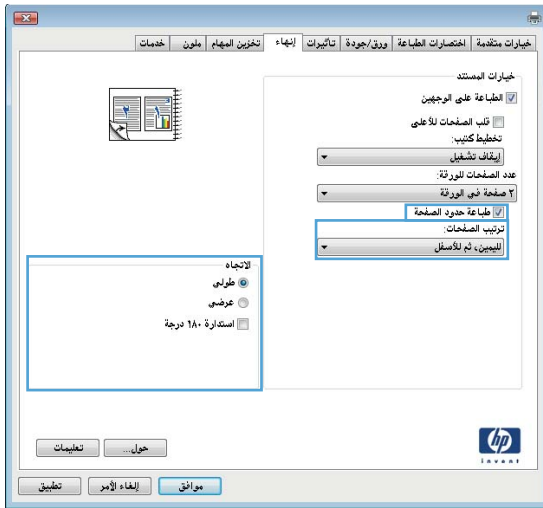 خيارات متقدمة اختصارات الطباعة ورق/جودة تأثيرات إنهاء تخزين المهام ملون خدمات
خيارات المستند
الطباعة على الوجهين
قلب الصفحات للأعلى
تخطيط كتيب:
إيقاف تشغيل
عدد الصفحات للورقة:
٢ صفحة في الورقة
طباعة حدود الصفحة
ترتيب الصفحات:
لليمين، ثم للأسفل
الاتجاه
طولي
عرضي
استدارة ١٨٠ درجة
hp
invent
حول... تعليمات
موافق إلغاء الأمر تطبيق